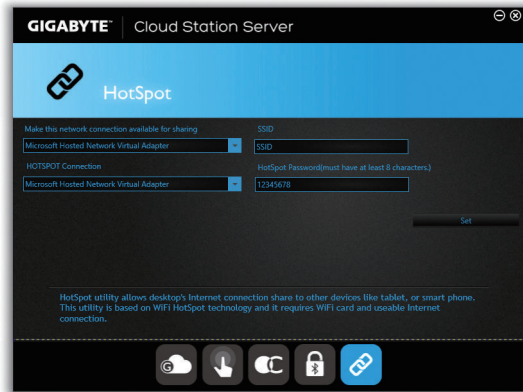 GIGABYTE™ Cloud Station Server
HotSpot
Make this network connection available for sharing
Microsoft Hosted Network Virtual Adapter
SSID
SSID
HOTSPOT Connection
Microsoft Hosted Network Virtual Adapter
HotSpot Password(must have at least 8 characters.)
12345678
Set
HotSpot utility allows desktop's Internet connection share to other devices like tablet, or smart phone.
This utility is based on WiFi HotSpot technology and it requires WiFi card and useable Internet
connection.
G